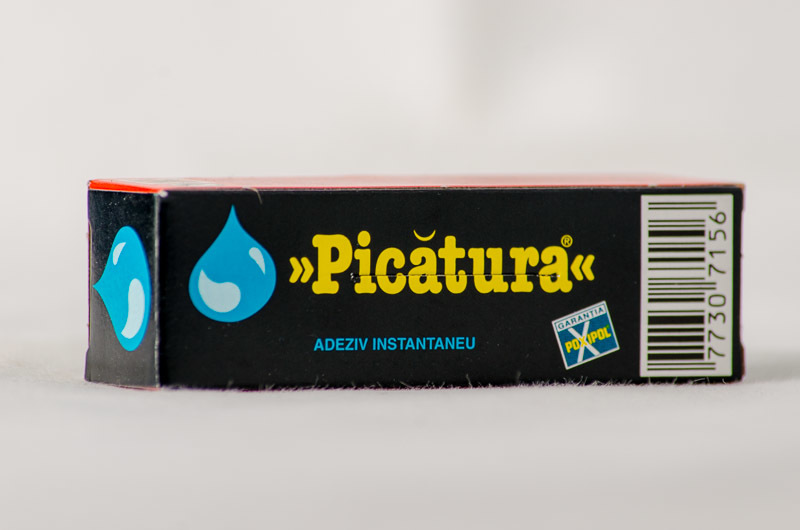 »Picătura®«
ADEZIV INSTANTANEU
GARANTIA
POXIPOL
7730 7156